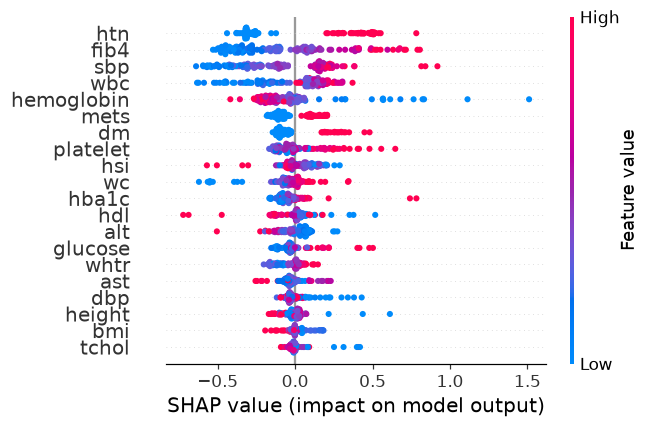 htn
fib4
sbp
wbc
hemoglobin
mets
dm
platelet
hsi
wc
hba1c
hdl
alt
glucose
whtr
ast
dbp
height
bmi
tchol
−0.5 0.0 0.5 1.0 1.5
SHAP value (impact on model output)
High
Feature value
Low